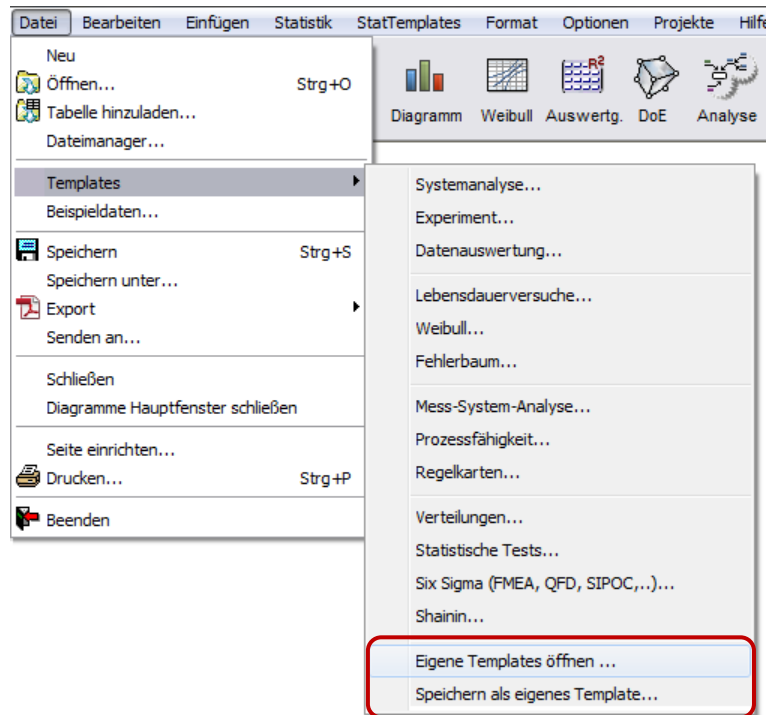 Datei Bearbeiten Einfügen Statistik StatTemplates Format Optionen Projekte Hilfe
Neu
Öffnen... Strg+O
Tabelle hinzuladen...
Dateimanager...
Templates
Beispieldaten...
Speichern Strg+S
Speichern unter...
Export
Senden an...
Schließen
Diagramme Hauptfenster schließen
Seite einrichten...
Drucken... Strg+P
Beenden
R²
Diagramm Weibull Auswertg. DoE Analyse
Systemanalyse...
Experiment...
Datenauswertung...
Lebensdauerversuche...
Weibull...
Fehlerbaum...
Mess-System-Analyse...
Prozessfähigkeit...
Regelkarten...
Verteilungen...
Statistische Tests...
Six Sigma (FMEA, QFD, SIPOC,..)...
Shainin...
Eigene Templates öffnen ...
Speichern als eigenes Template...